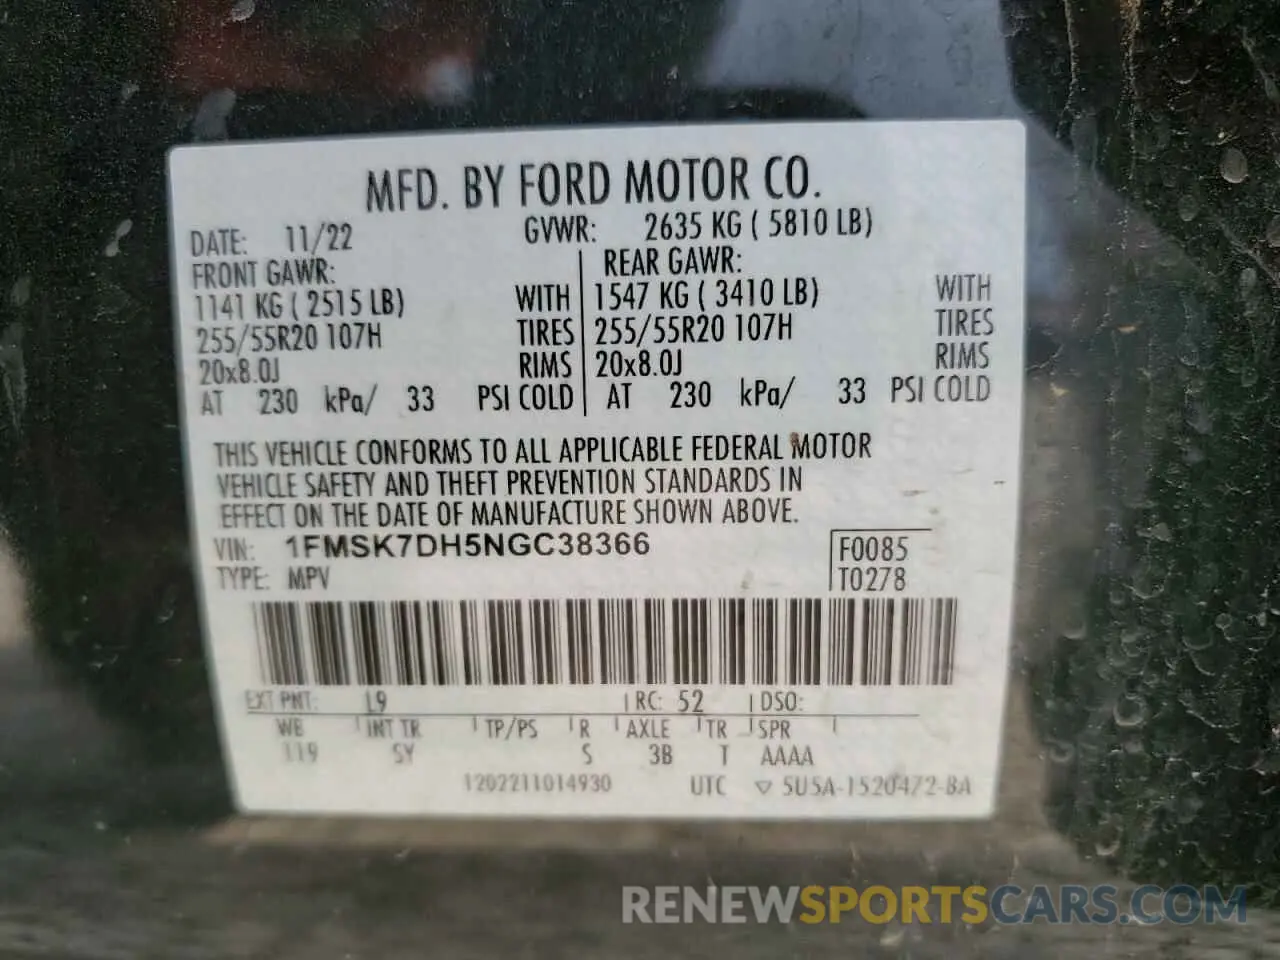 MFD. BY FORD MOTOR CO.
DATE: 11/22 GVWR: 2635 KG ( 5810 LB)
FRONT GAWR: REAR GAWR:
1141 KG ( 2515 LB) WITH 1547 KG ( 3410 LB) WITH
255/55R20 107H TIRES 255/55R20 107H TIRES
20x8.0J RIMS 20x8.0J RIMS
AT 230 kPa/ 33 PSI COLD AT 230 kPa/ 33 PSI COLD
THIS VEHICLE CONFORMS TO ALL APPLICABLE FEDERAL MOTOR
VEHICLE SAFETY AND THEFT PREVENTION STANDARDS IN
EFFECT ON THE DATE OF MANUFACTURE SHOWN ABOVE.
VIN: 1FMSK7DH5NGC38366 F0085
TYPE: MPV T0278
EXT PNT: L9 RC: 52 DSO:
WB INT TR TP/PS R AXLE TR SPR
119 5Y S 3B T AAAA
1202211014930 UTC ▽ 5U5A-1520472-BA
RENEWSPORTSCARS.COM